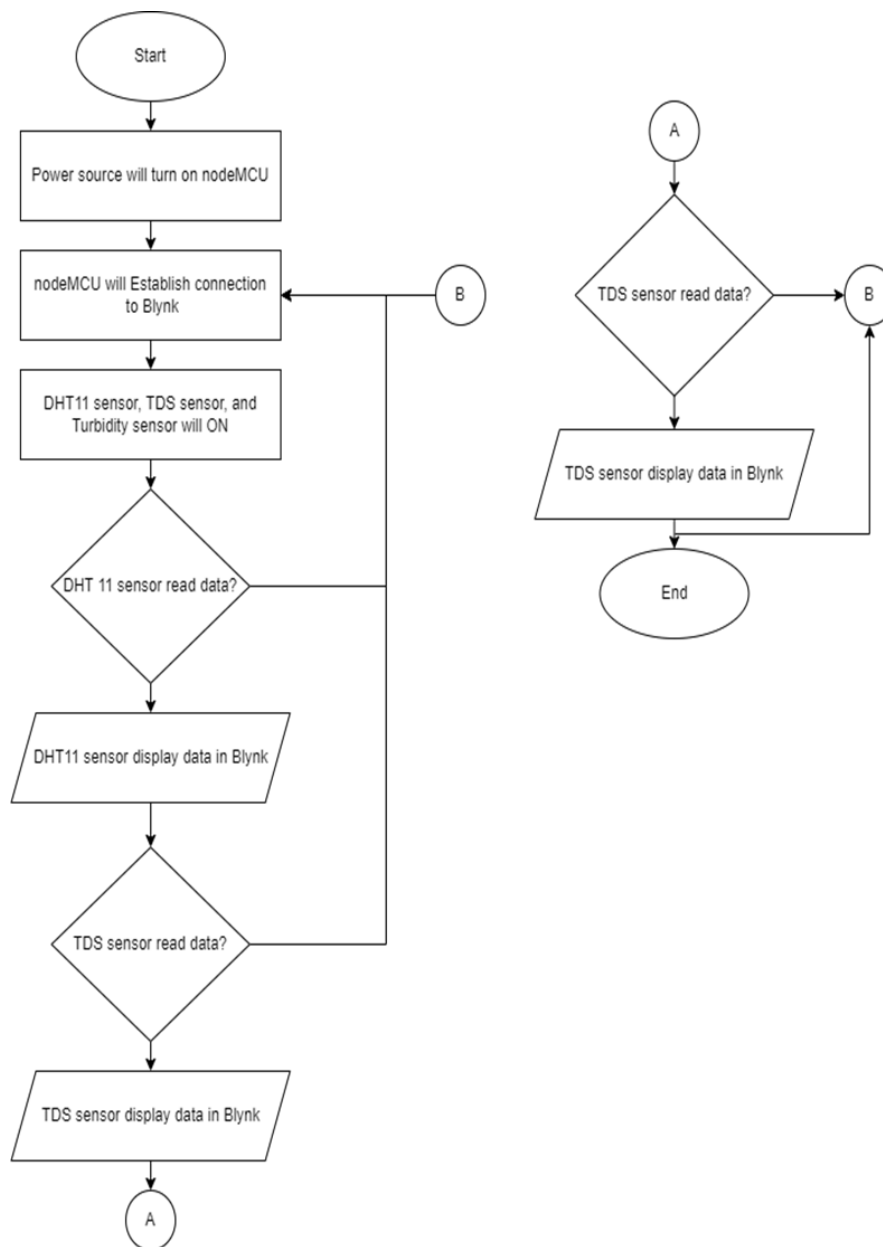 Start
Power source will turn on nodeMCU
nodeMCU will Establish connection
to Blynk
B
DHT11 sensor, TDS sensor, and
Turbidity sensor will ON
DHT 11 sensor read data?
DHT11 sensor display data in Blynk
TDS sensor read data?
TDS sensor display data in Blynk
A
A
TDS sensor read data?
B
TDS sensor display data in Blynk
End